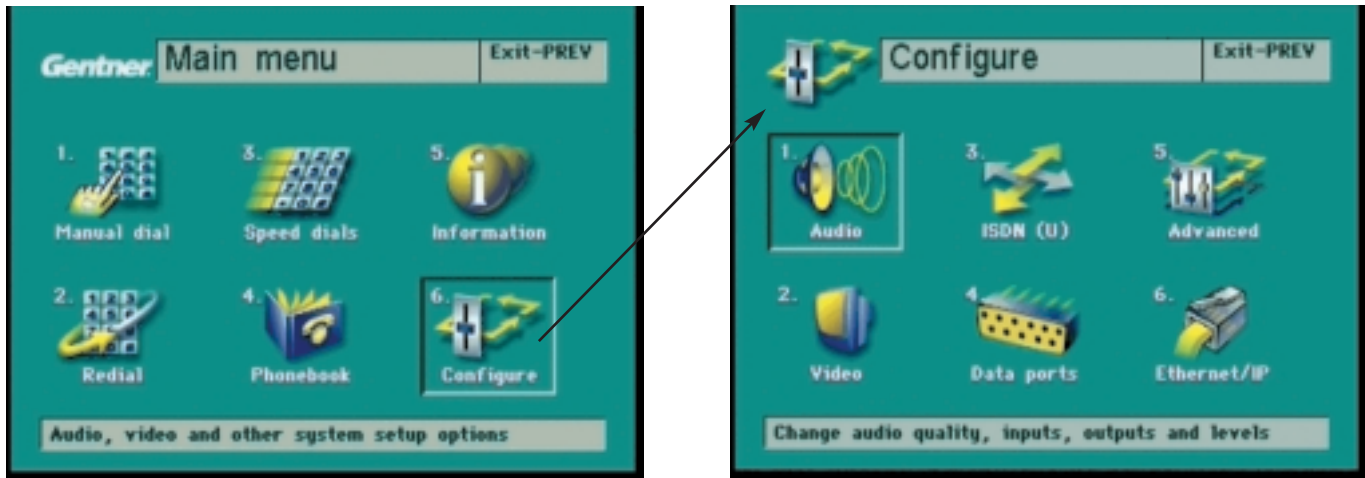 Gentner Main menu Exit-PREV
1. 3. 5.
Manual dial Speed dials Information
2. 4. 6.
Redial Phonebook Configure
Audio, video and other system setup options
Configure Exit-PREV
1. 3. 5.
Audio ISDN (U) Advanced
2. 4. 6.
Video Data ports Ethernet/IP
Change audio quality, inputs, outputs and levels